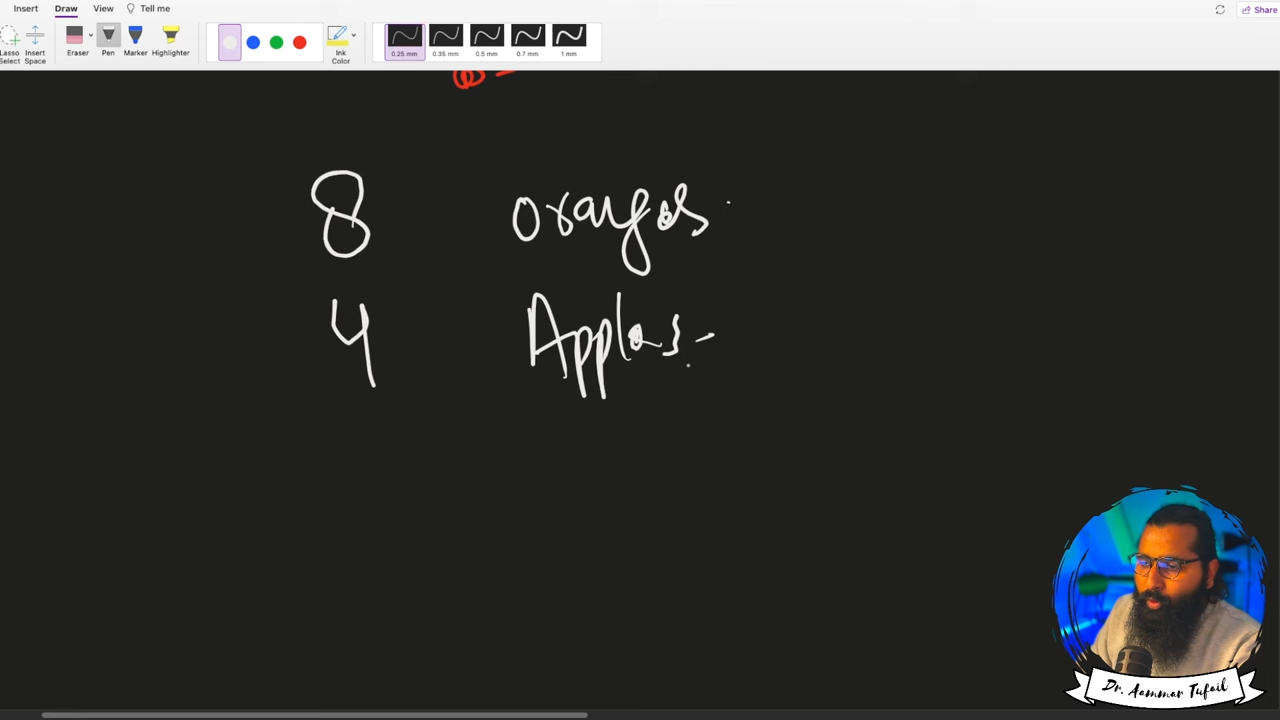 Insert Draw View Tell me
Share
Lasso Select
Insert Space
Eraser
Pen
Marker
Highlighter
Ink Color
0.25 mm
0.35 mm
0.5 mm
0.7 mm
1 mm
8 oranges
4 Apples
Dr. Aammar Tufail